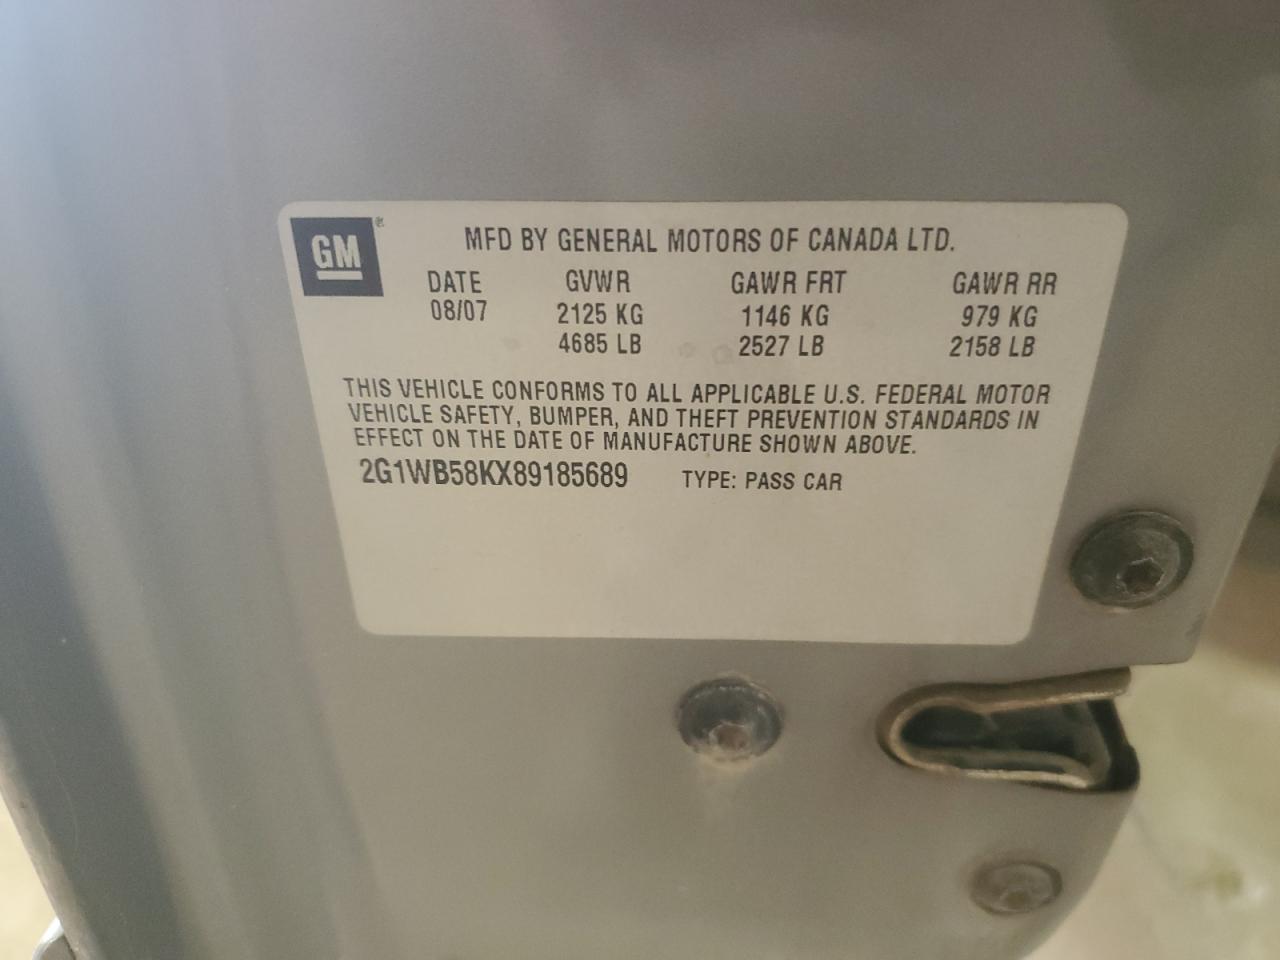 GM®
MFD BY GENERAL MOTORS OF CANADA LTD.
DATE GVWR GAWR FRT GAWR RR
08/07 2125 KG 1146 KG 979 KG
4685 LB 2527 LB 2158 LB
THIS VEHICLE CONFORMS TO ALL APPLICABLE U.S. FEDERAL MOTOR
VEHICLE SAFETY, BUMPER, AND THEFT PREVENTION STANDARDS IN
EFFECT ON THE DATE OF MANUFACTURE SHOWN ABOVE.
2G1WB58KX89185689 TYPE: PASS CAR